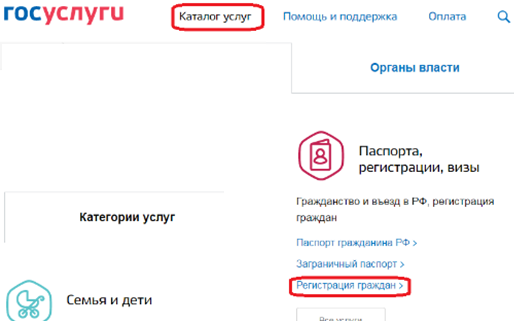 госуслуги
Каталог услуг
Помощь и поддержка
Оплата
Органы власти
Паспорта,
регистрации, визы
Гражданство и въезд в РФ, регистрация
граждан
Категории услуг
Паспорт гражданина РФ >
Заграничный паспорт >
Регистрация граждан >
Семья и дети
Все услуги